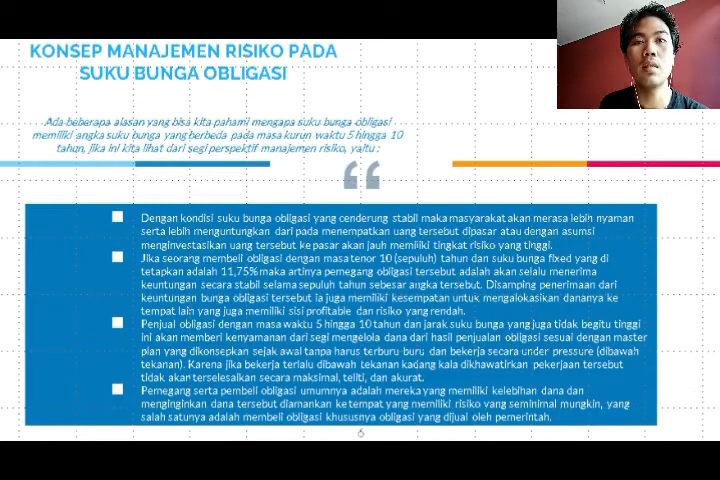 KONSEP MANAJEMEN RISIKO PADA
SUKU BUNGA OBLIGASI
Ada beberapa alasan yang bisa kita pahami mengapa suku bunga obligasi
memiliki angka suku bunga yang berbeda pada masa kurun waktu 5 hingga 10
tahun, jika ini kita lihat dari segi perspektif manajemen risiko, yaitu :
Dengan kondisi suku bunga obligasi yang cenderung stabil maka masyarakat akan merasa lebih nyaman
serta lebih menguntungkan dari pada menempatkan uang tersebut dipasar atau dengan asumsi
menginvestasikan uang tersebut ke pasar akan jauh memiliki tingkat risiko yang tinggi.
Jika seorang membeli obligasi dengan masa tenor 10 (sepuluh) tahun dan suku bunga fixed yang di
tetapkan adalah 11,75% maka artinya pemegang obligasi tersebut adalah akan selalu menerima
keuntungan secara stabil selama sepuluh tahun sebesar angka tersebut. Disamping penerimaan dari
keuntungan bunga obligasi tersebut ia juga memiliki kesempatan untuk mengalokasikan dananya ke
tempat lain yang juga memiliki sisi profitable dan risiko yang rendah.
Penjual obligasi dengan masa waktu 5 hingga 10 tahun dan jarak suku bunga yang juga tidak begitu tinggi
ini akan memberi kenyamanan dari segi mengelola dana dari hasil penjualan obligasi sesuai dengan master
plan yang dikonsepkan sejak awal tanpa harus terburu buru dan bekerja secara under pressure (dibawah
tekanan). Karena jika bekerja terlalu dibawah tekanan kadang kala dikhawatirkan pekerjaan tersebut
tidak akan terselesaikan secara maksimal, teliti, dan akurat.
Pemegang serta pembeli obligasi umumnya adalah mereka yang memiliki kelebihan dana dan
menginginkan dana tersebut diamankan ke tempat yang memiliki risiko yang seminimal mungkin, yang
salah satunya adalah membeli obligasi khususnya obligasi yang dijual oleh pemerintah.
6